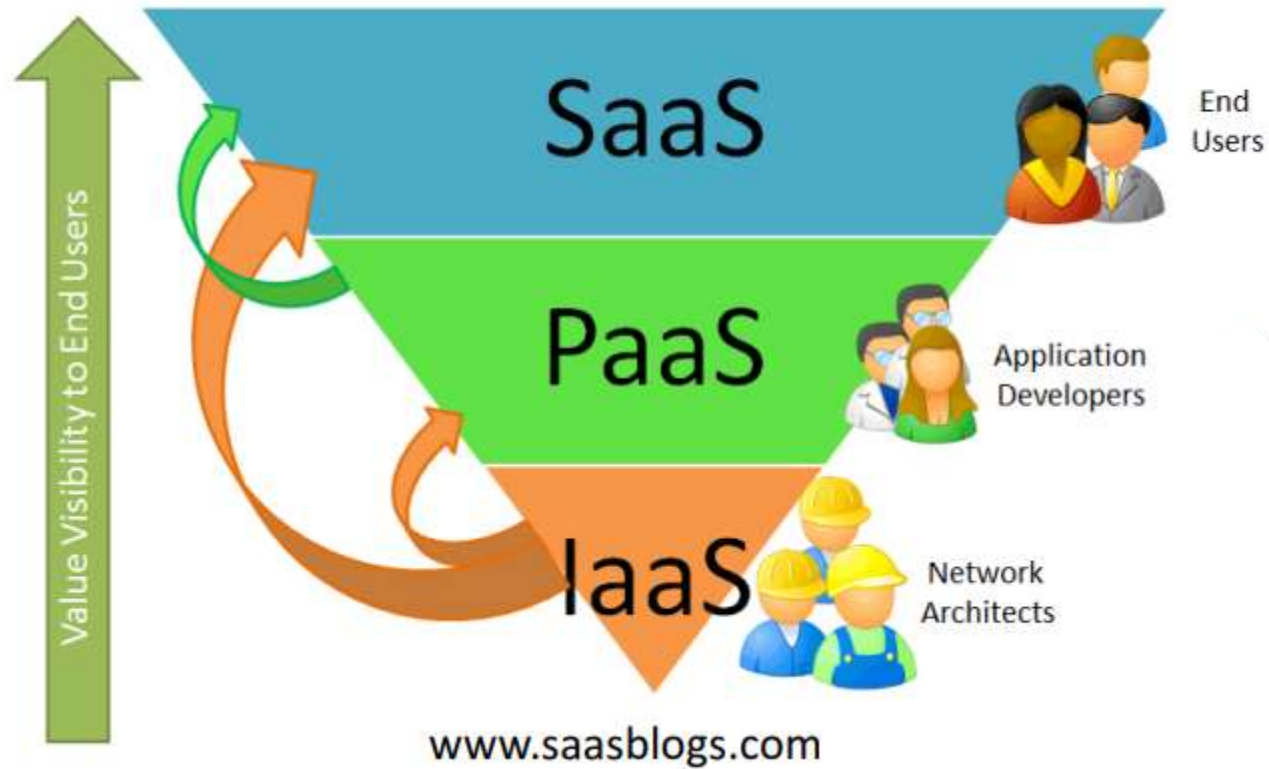 Value Visibility to End Users
SaaS
End
Users
PaaS
Application
Developers
IaaS
Network
Architects
www.saasblogs.com